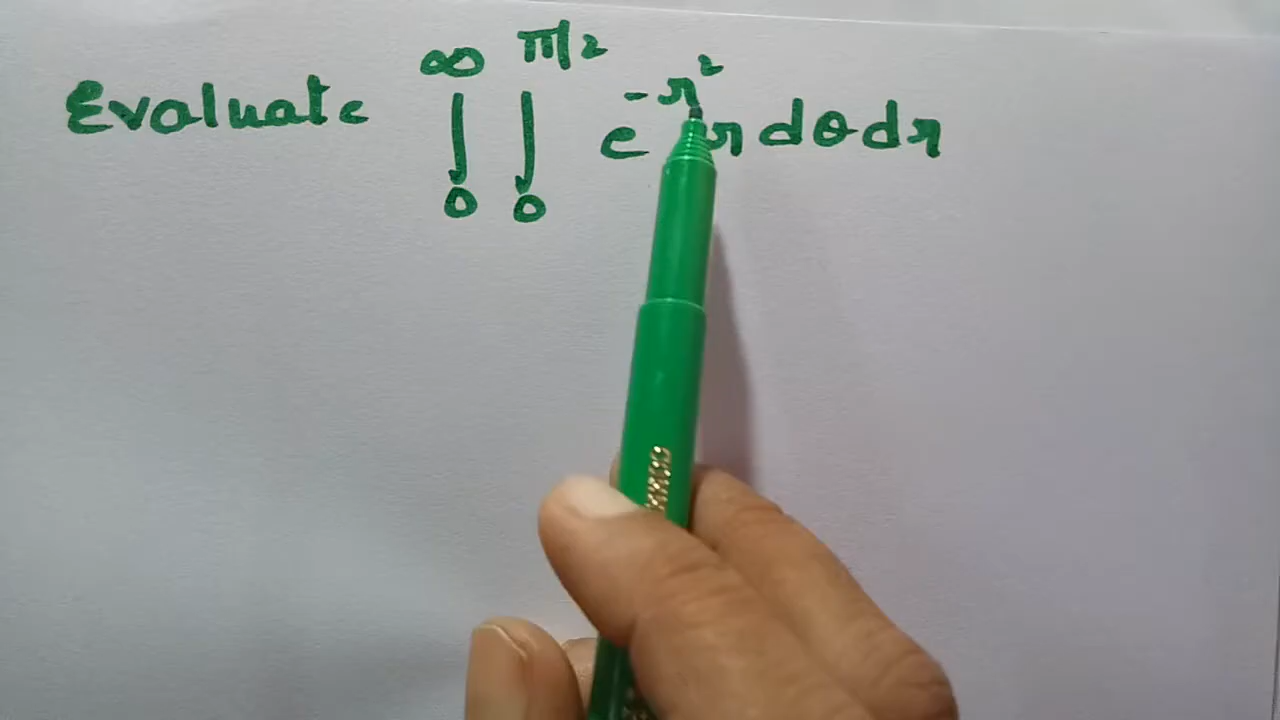 Evaluate ∫₀^∞ ∫₀^{π/2} e^{-r²} r dθ dr